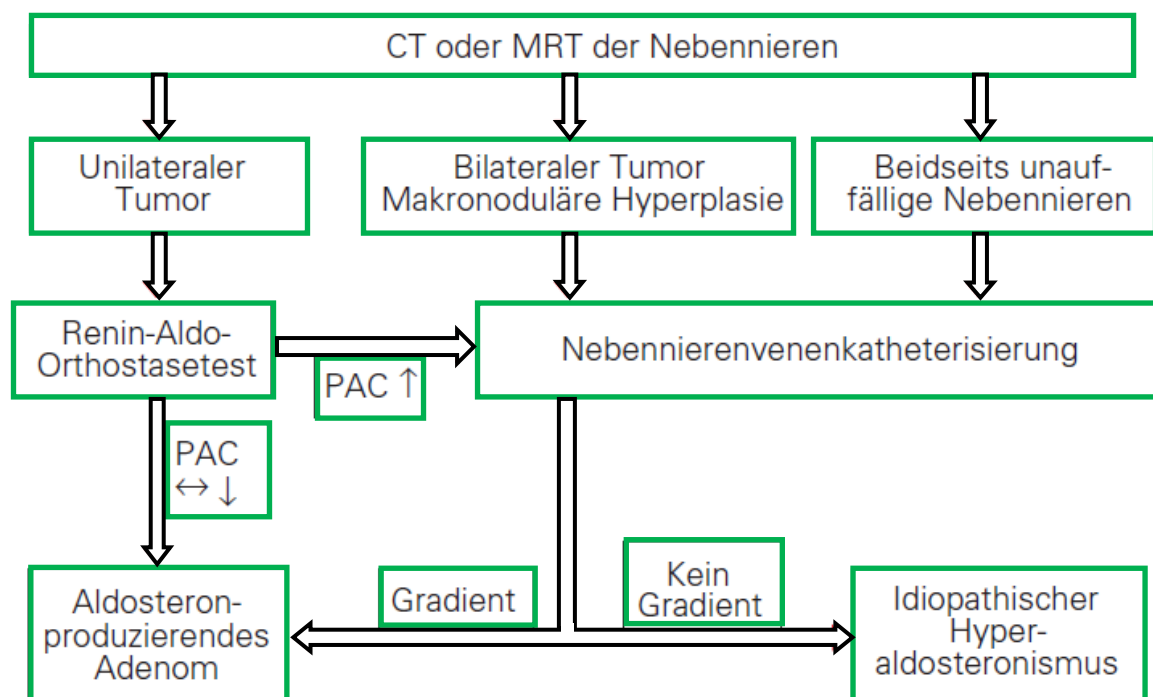 CT oder MRT der Nebennieren
Unilateraler
Tumor
Bilateraler Tumor
Makronoduläre Hyperplasie
Beidseits unauf-
fällige Nebennieren
Renin-Aldo-
Orthostasetest
PAC ↑
Nebennierenvenenkatheterisierung
PAC
↔ ↓
Aldosteron-
produzierendes
Adenom
Gradient
Kein
Gradient
Idiopathischer
Hyper-
aldosteronismus